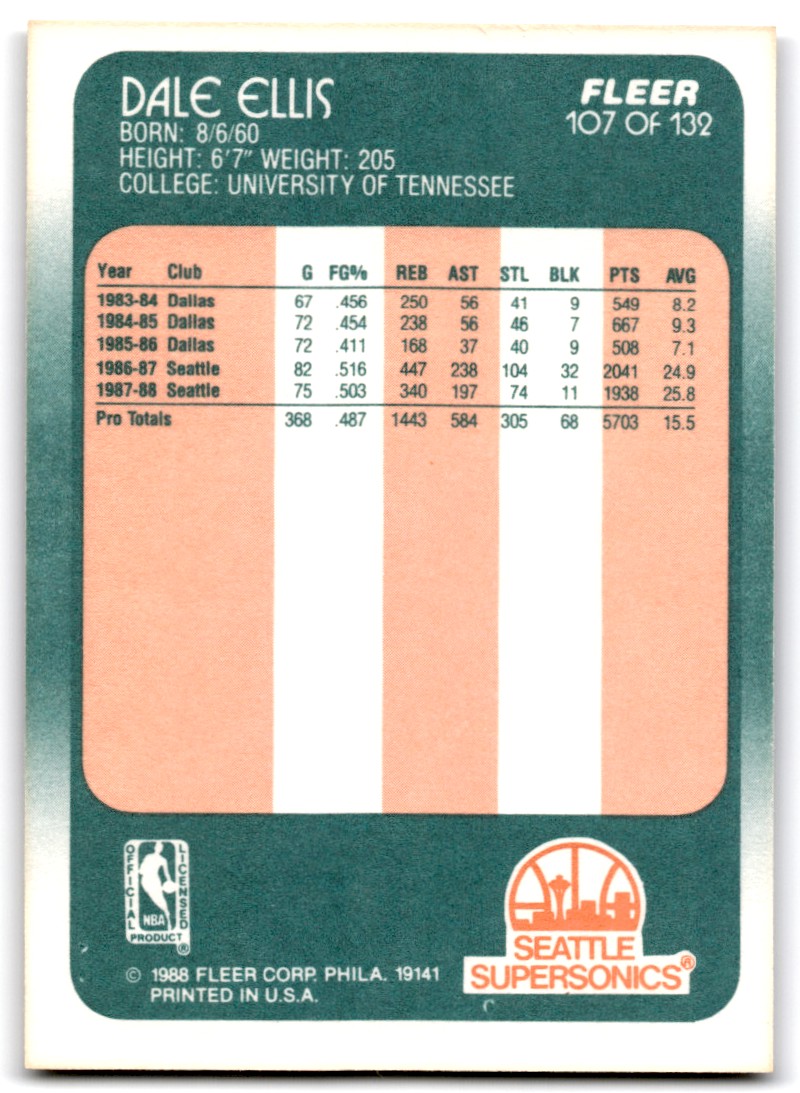 DALE ELLIS
BORN: 8/6/60
HEIGHT: 6'7" WEIGHT: 205
COLLEGE: UNIVERSITY OF TENNESSEE
FLEER
107 OF 132
Year Club G FG% REB AST STL BLK PTS AVG
1983-84 Dallas 67 .456 250 56 41 9 549 8.2
1984-85 Dallas 72 .454 238 56 46 7 667 9.3
1985-86 Dallas 72 .411 168 37 40 9 508 7.1
1986-87 Seattle 82 .516 447 238 104 32 2041 24.9
1987-88 Seattle 75 .503 340 197 74 11 1938 25.8
Pro Totals 368 .487 1443 584 305 68 5703 15.5
OFFICIAL
LICENSED
NBA
PRODUCT ®
SEATTLE
SUPERSONICS ®
© 1988 FLEER CORP. PHILA. 19141
PRINTED IN U.S.A.